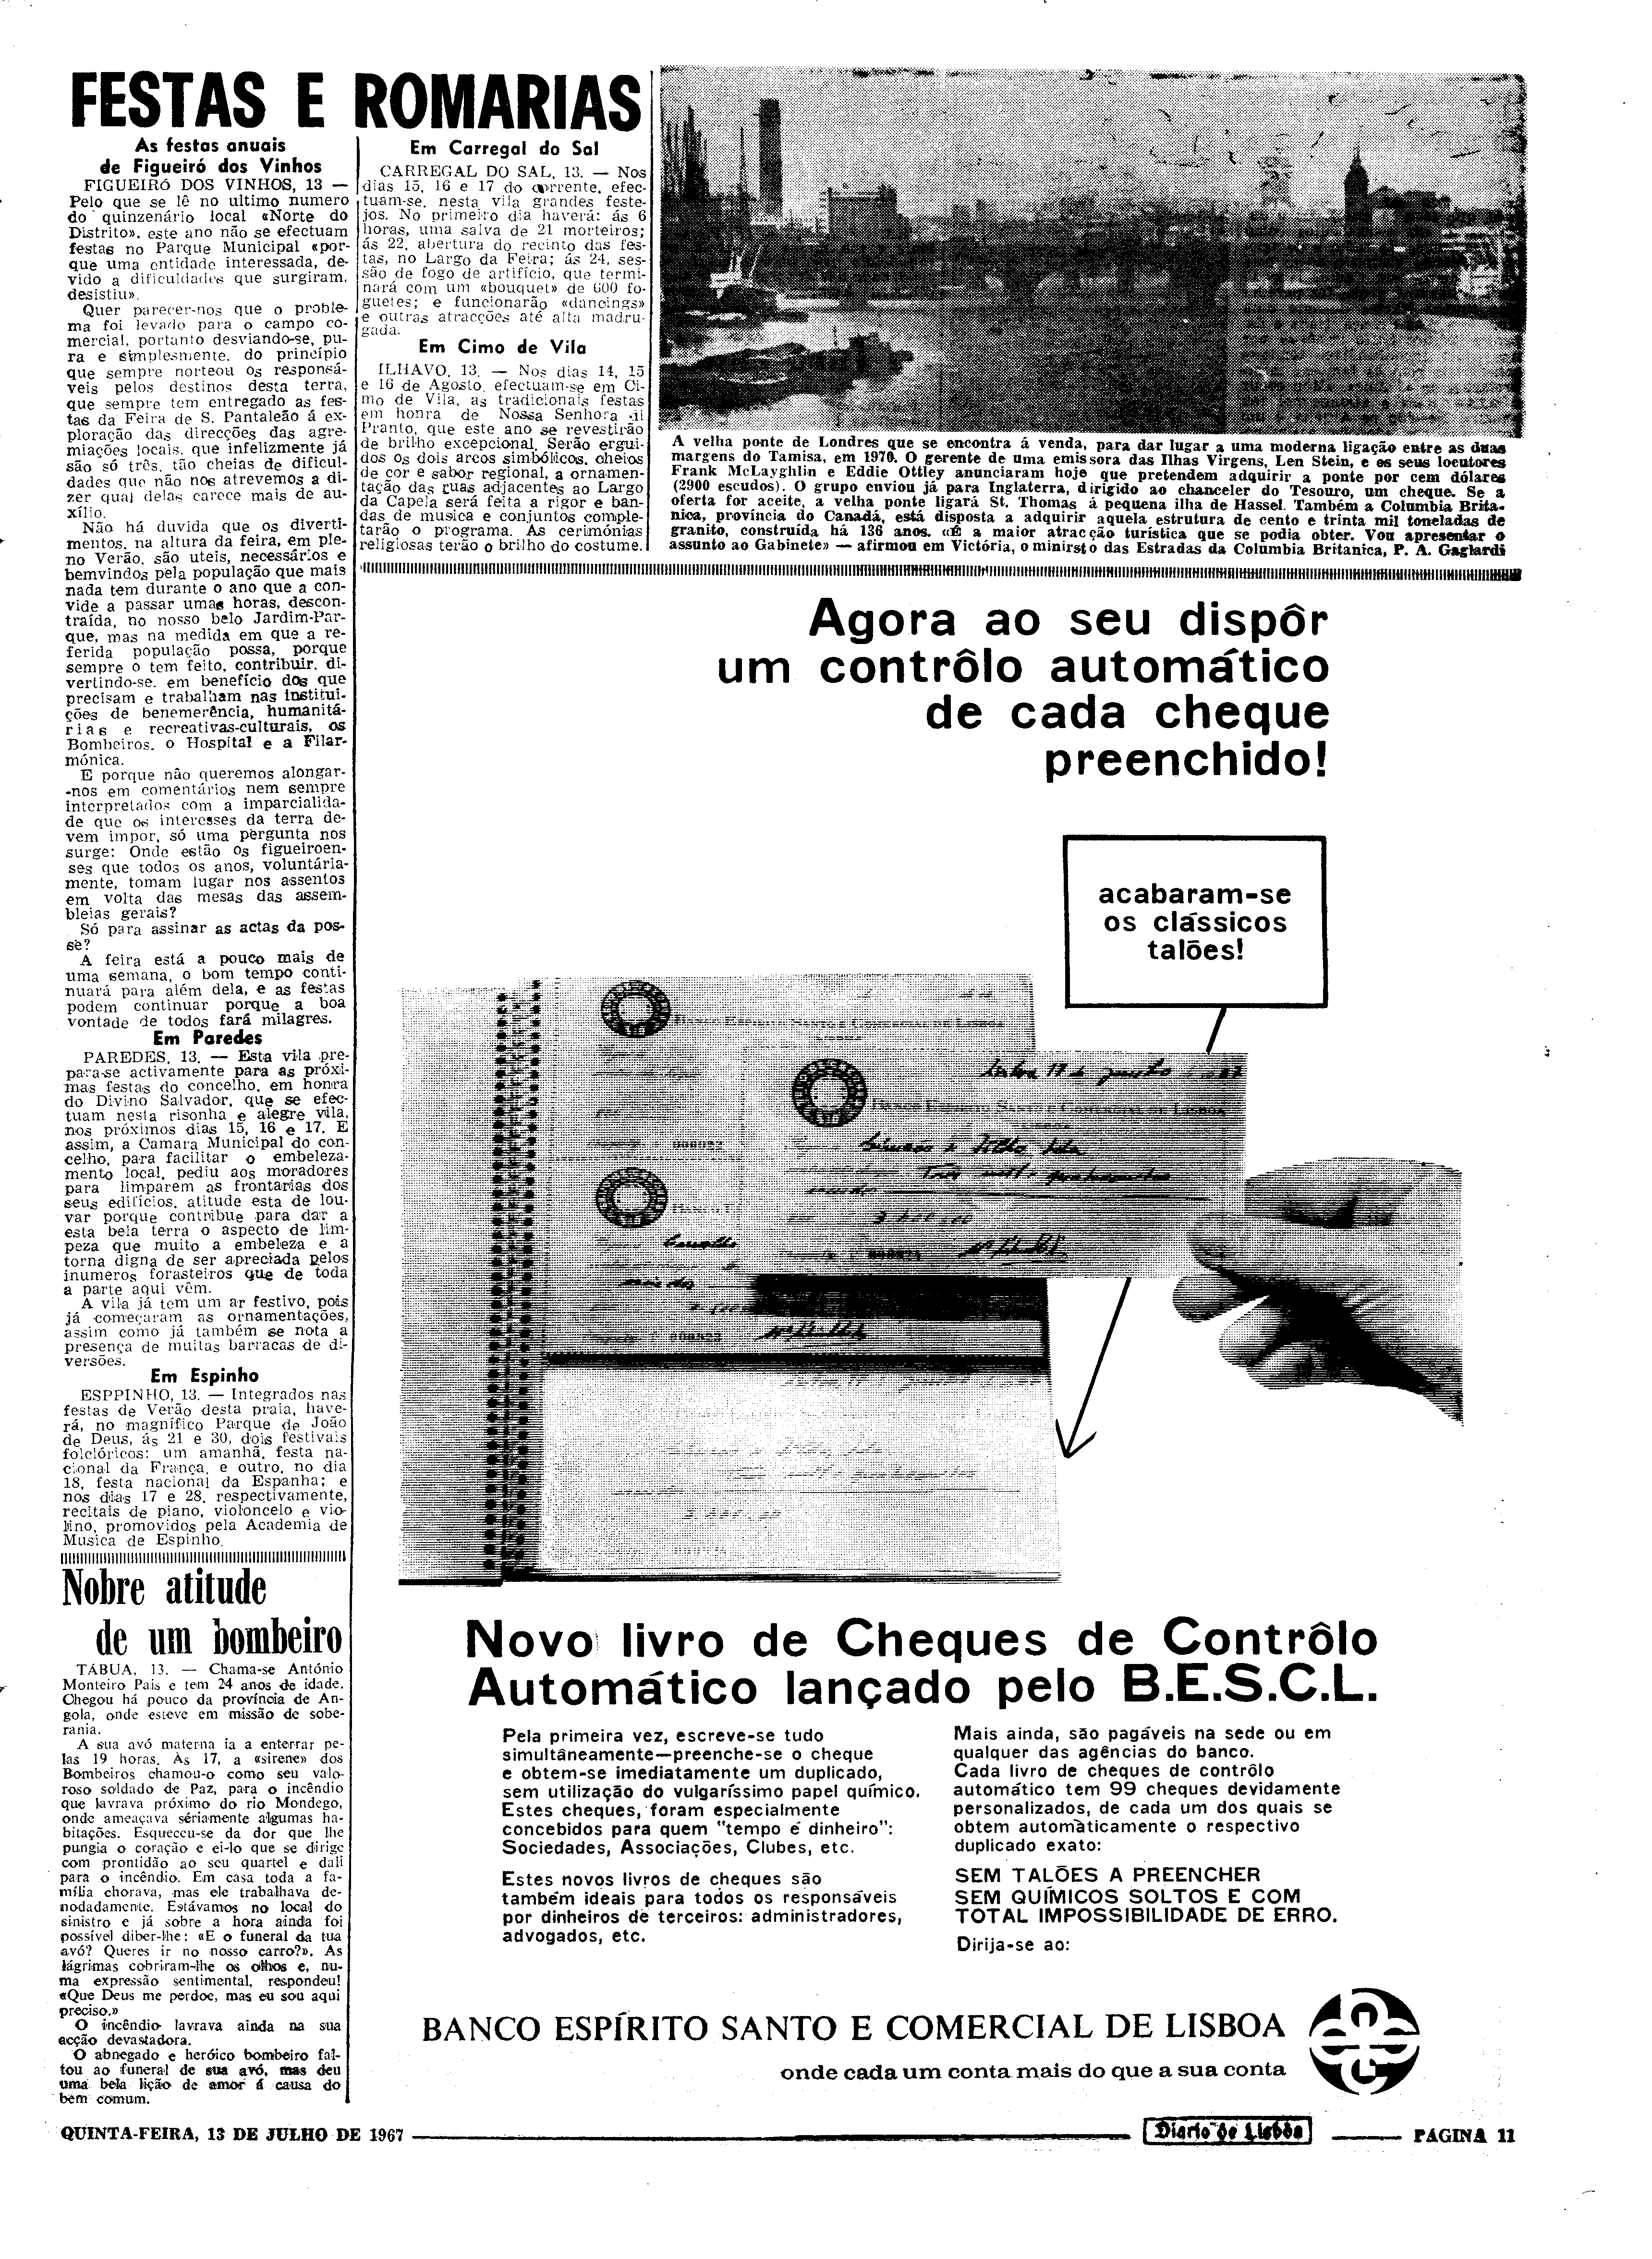 FESTAS E ROMARIAS
As festas anuais
de Figueiró dos Vinhos
FIGUEIRÓ DOS VINHOS, 13 —
Pelo que se lê no ultimo numero
do quinzenário local «Norte do
Distrito». este ano não se efectuam
festas no Parque Municipal «por-
que uma entidade interessada, de-
vido a dificuldades que surgiram,
desistiu».
Quer parecer-nos que o proble-
ma foi levado para o campo co-
mercial, portanto desviando-se, pu-
ra e simplesmente, do princípio
que sempre norteou os responsá-
veis pelos destinos desta terra,
que sempre tem entregado as fes-
tas da Feira de S. Pantaleão á ex-
ploração das direcções das agre-
miações locais, que infelizmente já
são só três, tão cheias de dificul-
dades que não nos atrevemos a di-
zer qual delas carece mais de au-
xílio.
Não há duvida que os diverti-
mentos, na altura da feira, em ple-
no Verão, são uteis, necessários e
bemvindos pela população que mais
nada tem durante o ano que a con-
vide a passar umas horas, descon-
traída, no nosso belo Jardim-Par-
que, mas na medida em que a re-
ferida população possa, porque
sempre o tem feito, contribuir, di-
vertindo-se, em benefício dos que
precisam e trabalham nas institui-
ções de benemerência, humanitá-
rias e recreativas-culturais, os
Bombeiros, o Hospital e a Filar-
mónica.
E porque não queremos alongar-
-nos em comentários nem sempre
interpretados com a imparcialida-
de que os interesses da terra de-
vem impor, só uma pergunta nos
surge: Onde estão os figueiroen-
ses que todos os anos, voluntária-
mente, tomam lugar nos assentos
em volta das mesas das assem-
bleias gerais?
Só para assinar as actas da pos-
se?
A feira está a pouco mais de
uma semana, o bom tempo conti-
nuará para além dela, e as festas
podem continuar porque a boa
vontade de todos fará milagres.
Em Paredes
PAREDES, 13. — Esta vila pre-
para-se activamente para as próxi-
mas festas do concelho, em honra
do Divino Salvador, que se efec-
tuam nesta risonha e alegre vila,
nos próximos dias 15, 16 e 17. E
assim, a Camara Municipal do con-
celho, para facilitar o embeleza-
mento local, pediu aos moradores
para limparem as frontarias dos
seus edifícios, atitude esta de lou-
var porque contribue para dar a
esta bela terra o aspecto de lim-
peza que muito a embeleza e a
torna digna de ser apreciada pelos
inumeros forasteiros que de toda
a parte aqui vêm.
A vila já tem um ar festivo, pois
já começaram as ornamentações,
assim como já também se nota a
presença de muitas barracas de di-
versões.
Em Espinho
ESPPINHO, 13. — Integrados nas
festas de Verão desta praia, have-
rá, no magnífico Parque de João
de Deus, ás 21 e 30, dois festivais
folclóricos: um amanhã, festa na-
cional da França, e outro, no dia
18, festa nacional da Espanha; e
nos dias 17 e 28, respectivamente,
recitais de piano, violoncelo e vio-
lino, promovidos pela Academia de
Musica de Espinho.
Nobre atitude
de um bombeiro
TÁBUA, 13. — Chama-se António
Monteiro Pais e tem 24 anos de idade.
Chegou há pouco da província de An-
gola, onde esteve em missão de sobe-
rania.
A sua avó materna ia a enterrar pe-
las 19 horas. Às 17, a «sirene» dos
Bombeiros chamou-o como seu valo-
roso soldado de Paz, para o incêndio
que lavrava próximo do rio Mondego,
onde ameaçava sériamente algumas ha-
bitações. Esqueceu-se da dor que lhe
pungia o coração e ei-lo que se dirige
com prontidão ao seu quartel e dali
para o incêndio. Em casa toda a fa-
mília chorava, mas ele trabalhava de-
nodadamente. Estávamos no local do
sinistro e já sobre a hora ainda foi
possível diber-lhe: «E o funeral da tua
avó? Queres ir no nosso carro?». As
lágrimas cobriram-lhe os olhos e, nu-
ma expressão sentimental, respondeu!
«Que Deus me perdoe, mas eu sou aqui
preciso.»
O incêndio lavrava ainda na sua
acção devastadora.
O abnegado e heróico bombeiro fal-
tou ao funeral de sua avó, mas deu
uma bela lição de amor á causa do
bem comum.
Em Carregal do Sal
CARREGAL DO SAL, 13. — Nos
dias 15, 16 e 17 do corrente, efec-
tuam-se, nesta vila grandes feste-
jos. No primeiro dia haverá: ás 6
horas, uma salva de 21 morteiros;
ás 22, abertura do recinto das fes-
tas, no Largo da Feira; ás 24, ses-
são de fogo de artifício, que termi-
nará com um «bouquet» de 600 fo-
guetes; e funcionarão «dancings»
e outras atracções até alta madru-
gada.
Em Cimo de Vila
ILHAVO, 13. — Nos dias 14, 15
e 16 de Agosto, efectuam-se em Ci-
mo de Vila, as tradicionais festas
em honra de Nossa Senhora di
Pranto, que este ano se revestirão
de brilho excepcional. Serão ergui-
dos os dois arcos simbólicos, cheios
de cor e sabor regional, a ornamen-
tação das ruas adjacentes ao Largo
da Capela será feita a rigor e ban-
das de musica e conjuntos comple-
tarão o programa. As cerimónias
religiosas terão o brilho do costume.
A velha ponte de Londres que se encontra á venda, para dar lugar a uma moderna ligação entre as duas
margens do Tamisa, em 1970. O gerente de uma emissora das Ilhas Virgens, Len Stein, e os seus locutores
Frank McLayghlin e Eddie Ottley anunciaram hoje que pretendem adquirir a ponte por cem dólares
(2900 escudos). O grupo enviou já para Inglaterra, dirigido ao chanceler do Tesouro, um cheque. Se a
oferta for aceite, a velha ponte ligará St. Thomas á pequena ilha de Hassel. Também a Columbia Brita-
nica, província do Canadá, está disposta a adquirir aquela estrutura de cento e trinta mil toneladas de
granito, construída há 136 anos. «É a maior atracção turística que se podia obter. Vou apresentar o
assunto ao Gabinete» — afirmou em Victória, o minirsto das Estradas da Columbia Britanica, P. A. Gaglardi
Agora ao seu dispôr
um contrôlo automático
de cada cheque
preenchido!
acabaram-se
os clássicos
talões!
BANCO ESPIRITO SANTO E COMERCIAL DE LISBOA
BANCO ESPIRITO SANTO E COMERCIAL DE LISBOA
Novo livro de Cheques de Contrôlo
Automático lançado pelo B.E.S.C.L.
Pela primeira vez, escreve-se tudo
simultâneamente—preenche-se o cheque
e obtem-se imediatamente um duplicado,
sem utilização do vulgaríssimo papel químico.
Estes cheques, foram especialmente
concebidos para quem "tempo é dinheiro":
Sociedades, Associações, Clubes, etc.
Estes novos livros de cheques são
também ideais para todos os responsáveis
por dinheiros de terceiros: administradores,
advogados, etc.
Mais ainda, são pagáveis na sede ou em
qualquer das agências do banco.
Cada livro de cheques de contrôlo
automático tem 99 cheques devidamente
personalizados, de cada um dos quais se
obtem automàticamente o respectivo
duplicado exato:
SEM TALÕES A PREENCHER
SEM QUÍMICOS SOLTOS E COM
TOTAL IMPOSSIBILIDADE DE ERRO.
Dirija-se ao:
BANCO ESPÍRITO SANTO E COMERCIAL DE LISBOA
onde cada um conta mais do que a sua conta
QUINTA-FEIRA, 13 DE JULHO DE 1967
Diario de Lisbôa
PÁGINA 11